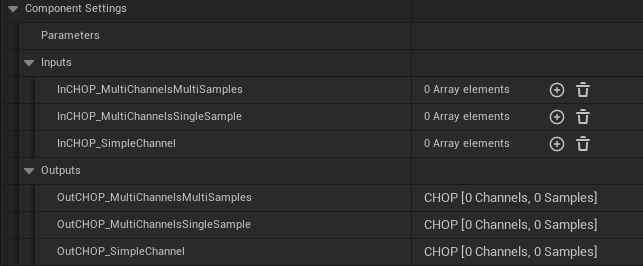 Component Settings
Parameters
Inputs
InCHOP_MultiChannelsMultiSamples 0 Array elements
InCHOP_MultiChannelsSingleSample 0 Array elements
InCHOP_SimpleChannel 0 Array elements
Outputs
OutCHOP_MultiChannelsMultiSamples CHOP [0 Channels, 0 Samples]
OutCHOP_MultiChannelsSingleSample CHOP [0 Channels, 0 Samples]
OutCHOP_SimpleChannel CHOP [0 Channels, 0 Samples]